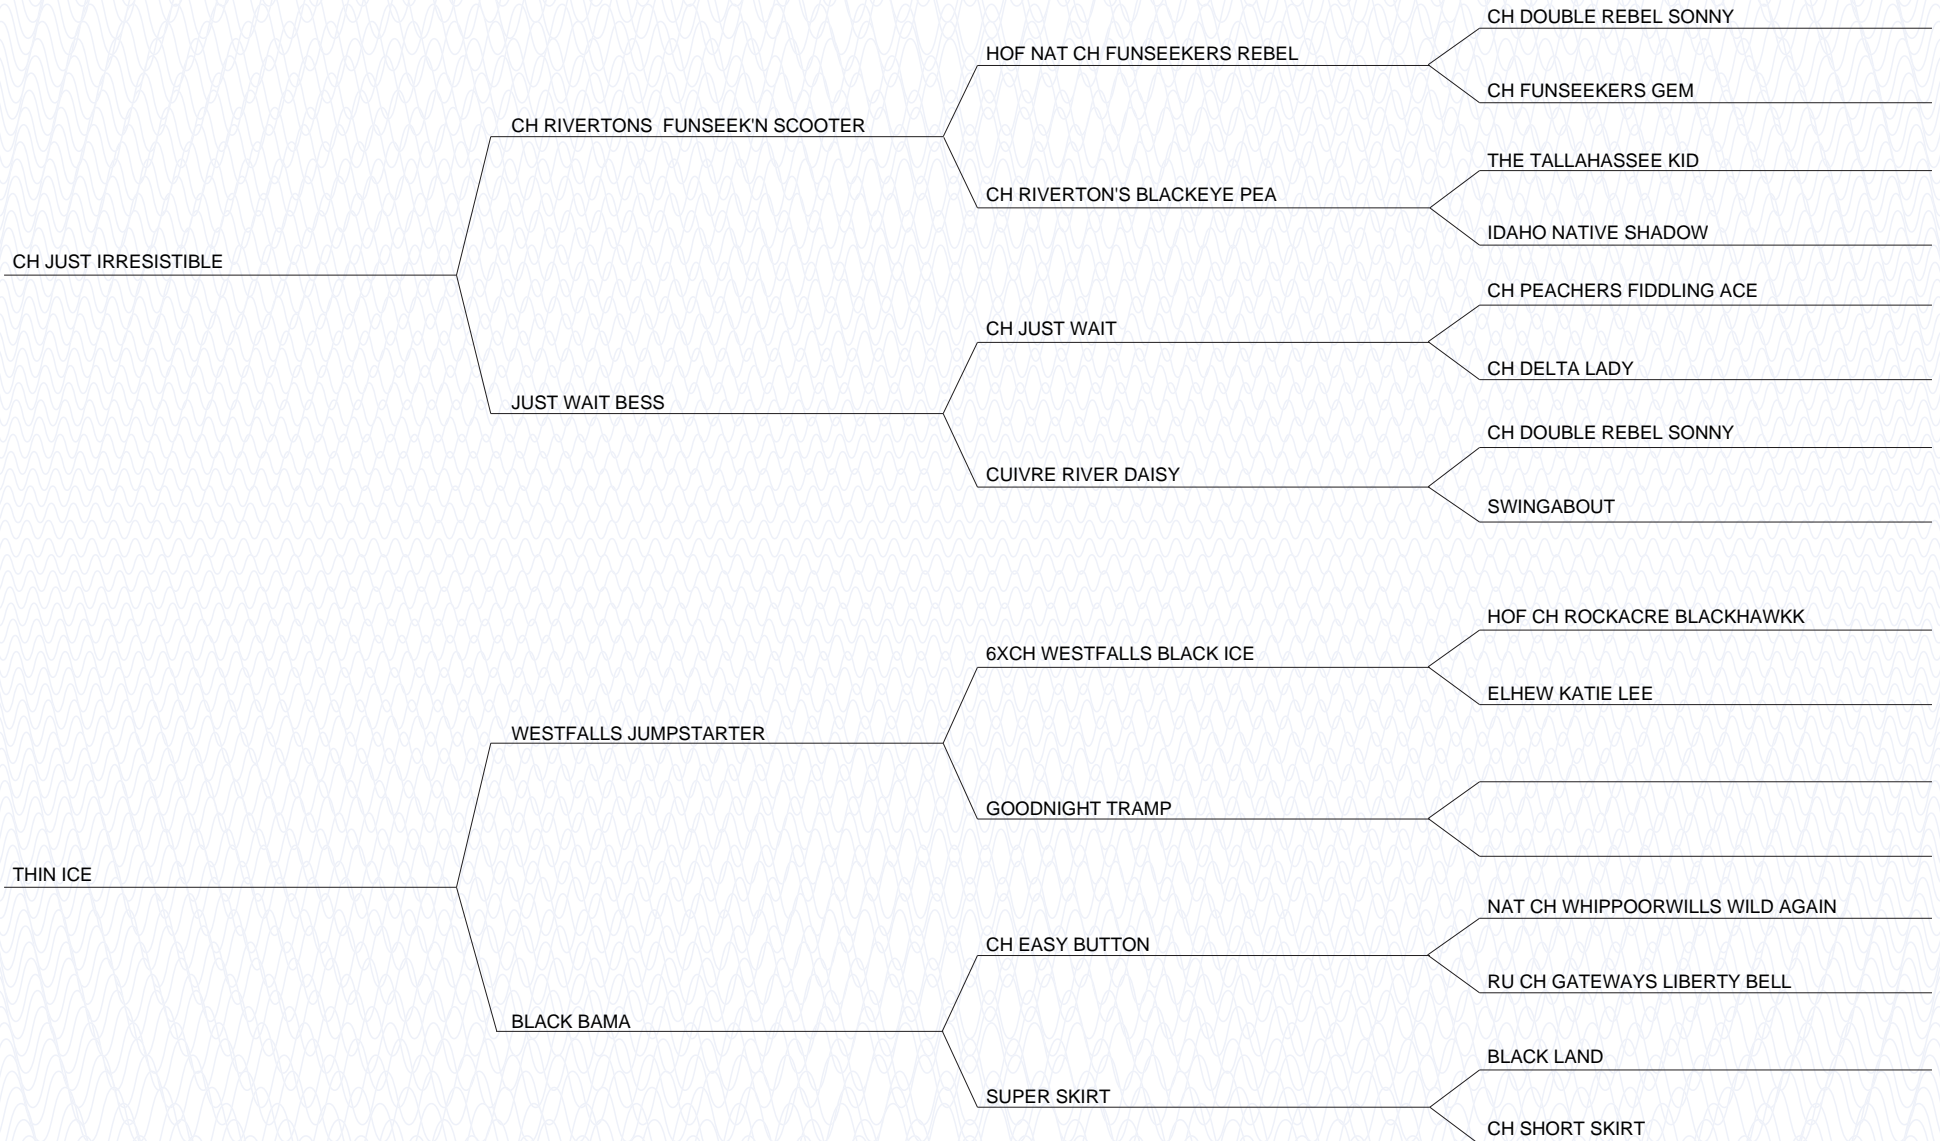 CH DOUBLE REBEL SONNY
HOF NAT CH FUNSEEKERS REBEL
CH FUNSEEKERS GEM
CH RIVERTONS  FUNSEEK'N SCOOTER
THE TALLAHASSEE KID
CH RIVERTON'S BLACKEYE PEA
IDAHO NATIVE SHADOW
CH JUST IRRESISTIBLE
CH PEACHERS FIDDLING ACE
CH JUST WAIT
CH DELTA LADY
JUST WAIT BESS
CH DOUBLE REBEL SONNY
CUIVRE RIVER DAISY
SWINGABOUT
HOF CH ROCKACRE BLACKHAWKK
6XCH WESTFALLS BLACK ICE
ELHEW KATIE LEE
WESTFALLS JUMPSTARTER
GOODNIGHT TRAMP
THIN ICE
NAT CH WHIPPOORWILLS WILD AGAIN
CH EASY BUTTON
RU CH GATEWAYS LIBERTY BELL
BLACK BAMA
BLACK LAND
SUPER SKIRT
CH SHORT SKIRT